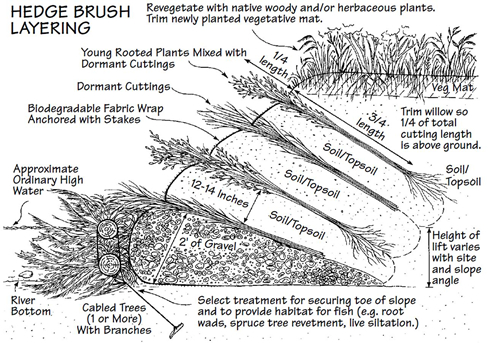 HEDGE BRUSH
LAYERING
Revegetate with native woody and/or herbaceous plants.
Trim newly planted vegetative mat.
1/4
length
Young Rooted Plants Mixed with
Dormant Cuttings
Dormant Cuttings
Biodegradable Fabric Wrap
Anchored with Stakes
Veg Mat
3/4
length
Trim willow so
1/4 of total
cutting length
is above ground.
Soil/Topsoil
Soil/Topsoil
Soil/
Topsoil
Approximate
Ordinary High
Water
12-14 inches
Soil/Topsoil
2' of Gravel
Height of
lift varies
with site
and slope
angle
River
Bottom
Cabled Trees
(1 or More)
With Branches
Select treatment for securing toe of slope
and to provide habitat for fish (e.g. root
wads, spruce tree revetment, live siltation.)